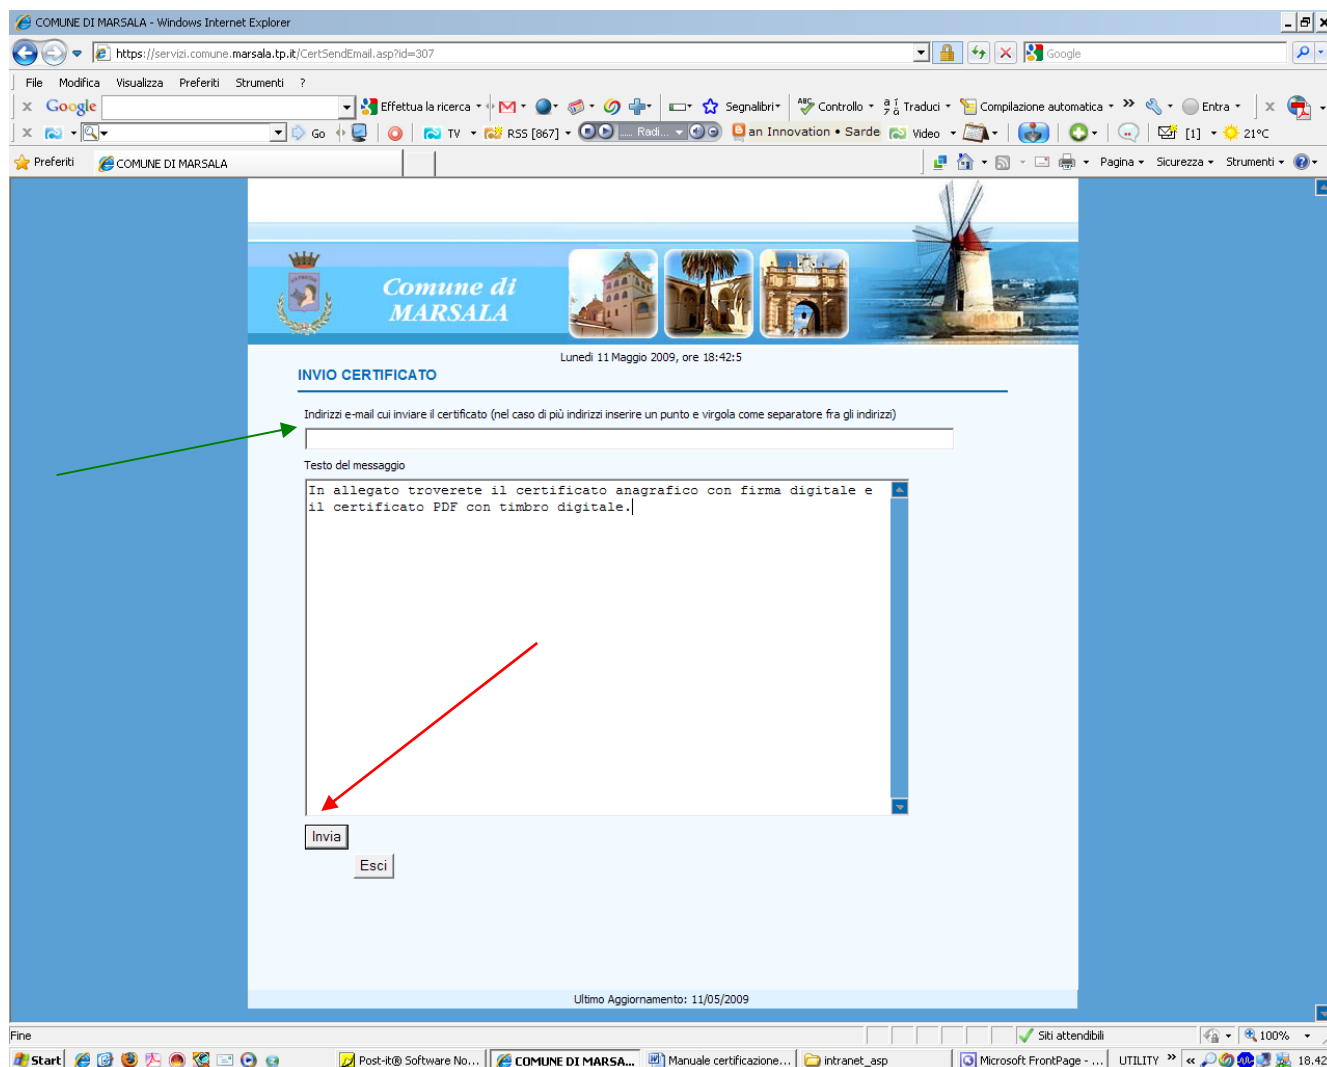 COMUNE DI MARSALA - Windows Internet Explorer
https://servizi.comune.marsala.tp.it/CertSendEmail.asp?id=307
Google
File Modifica Visualizza Preferiti Strumenti ?
x Google Effettua la ricerca Segnalibri ABC Controllo Traduci Compilazione automatica » Entra x
x Go TV RSS [867] ..... Radi... an Innovation • Sarde Video [1] 21°C
Preferiti COMUNE DI MARSALA Pagina Sicurezza Strumenti
Comune di
MARSALA
Lunedì 11 Maggio 2009, ore 18:42:5
INVIO CERTIFICATO
Indirizzi e-mail cui inviare il certificato (nel caso di più indirizzi inserire un punto e virgola come separatore fra gli indirizzi)
Testo del messaggio
In allegato troverete il certificato anagrafico con firma digitale e
il certificato PDF con timbro digitale.
Invia
Esci
Ultimo Aggiornamento: 11/05/2009
Fine Siti attendibili 100%
Start Post-it® Software No... COMUNE DI MARSA... Manuale certificazione... intranet_asp Microsoft FrontPage - ... UTILITY » « 18.42